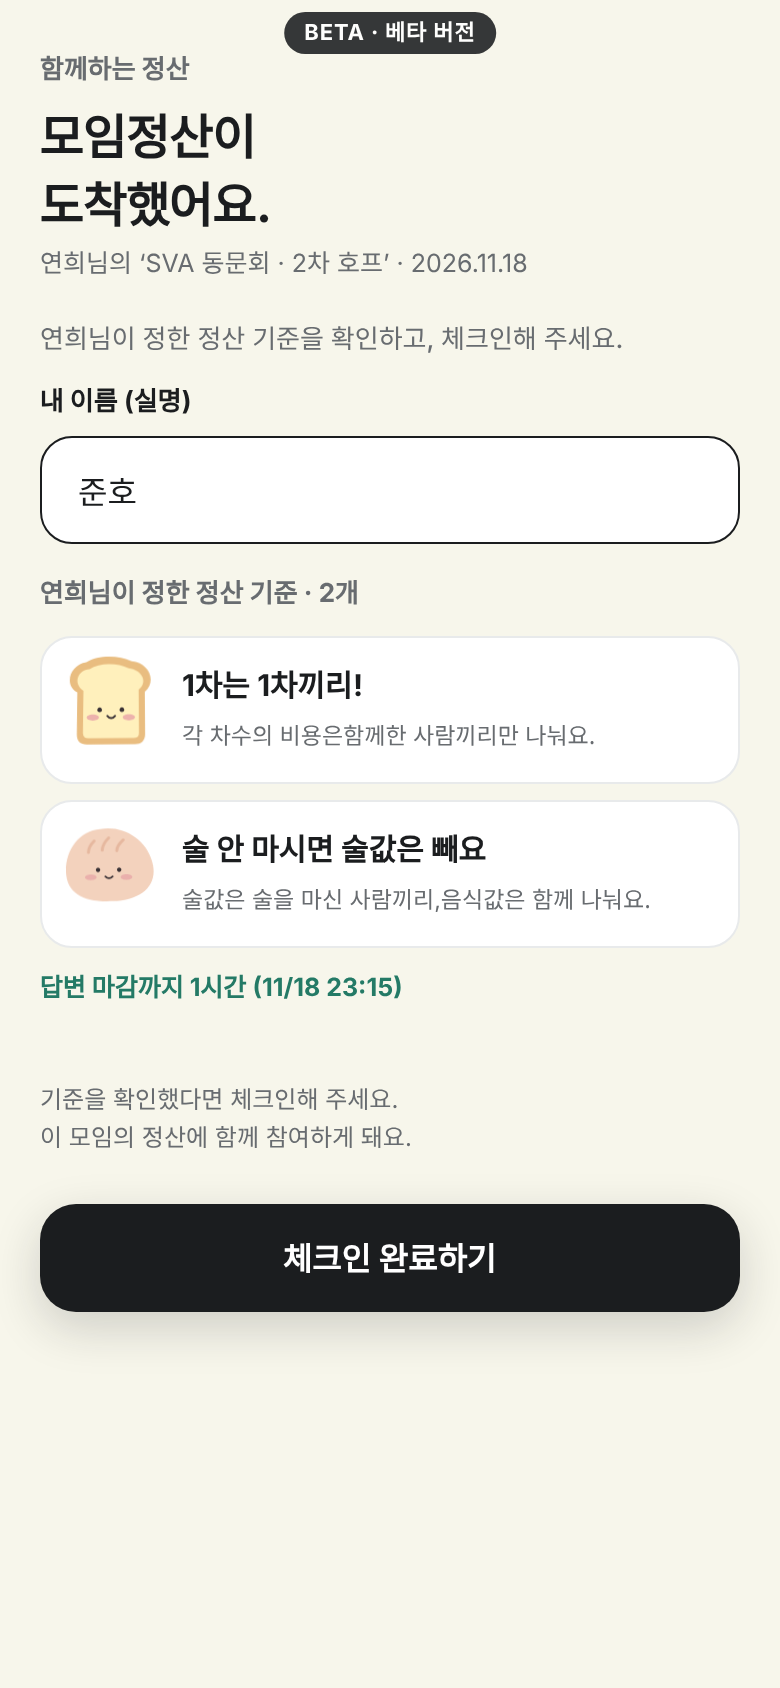 BETA · 베타 버전
함께하는 정산
모임정산이
도착했어요.
연희님의 ‘SVA 동문회 · 2차 호프’ · 2026.11.18
연희님이 정한 정산 기준을 확인하고, 체크인해 주세요.
내 이름 (실명)
준호
연희님이 정한 정산 기준 · 2개
1차는 1차끼리!
각 차수의 비용은함께한 사람끼리만 나눠요.
술 안 마시면 술값은 빼요
술값은 술을 마신 사람끼리,음식값은 함께 나눠요.
답변 마감까지 1시간 (11/18 23:15)
기준을 확인했다면 체크인해 주세요.
이 모임의 정산에 함께 참여하게 돼요.
체크인 완료하기